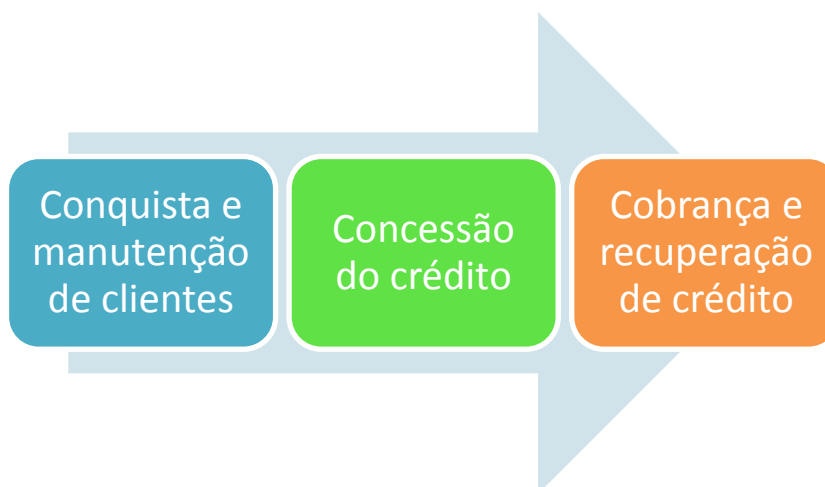 Conquista e
manutenção
de clientes
Concessão
do crédito
Cobrança e
recuperação
de crédito